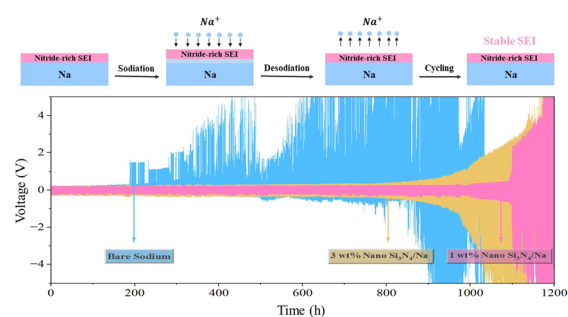 Na⁺ Na⁺
Stable SEI
Nitride-rich SEI Nitride-rich SEI Nitride-rich SEI Nitride-rich SEI
Na Sodiation Na Desodiation Na Cycling Na
Voltage (V)
4
2
0
−2
−4
Bare Sodium 3 wt% Nano Si₃N₄/Na 1 wt% Nano Si₃N₄/Na
0 200 400 600 800 1000 1200
Time (h)